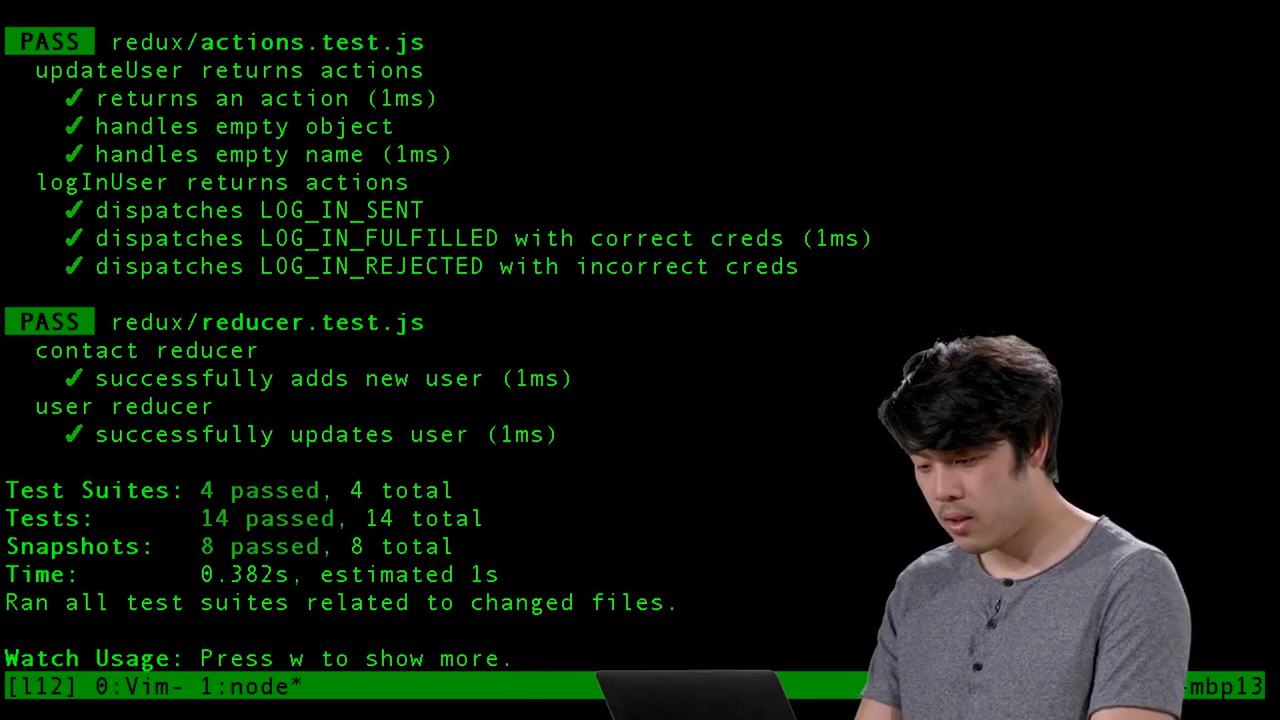 PASS redux/actions.test.js
updateUser returns actions
✓ returns an action (1ms)
✓ handles empty object
✓ handles empty name (1ms)
logInUser returns actions
✓ dispatches LOG_IN_SENT
✓ dispatches LOG_IN_FULFILLED with correct creds (1ms)
✓ dispatches LOG_IN_REJECTED with incorrect creds
PASS redux/reducer.test.js
contact reducer
✓ successfully adds new user (1ms)
user reducer
✓ successfully updates user (1ms)
Test Suites: 4 passed, 4 total
Tests: 14 passed, 14 total
Snapshots: 8 passed, 8 total
Time: 0.382s, estimated 1s
Ran all test suites related to changed files.
Watch Usage: Press w to show more.
[l12] 0:Vim- 1:node* -mbp13